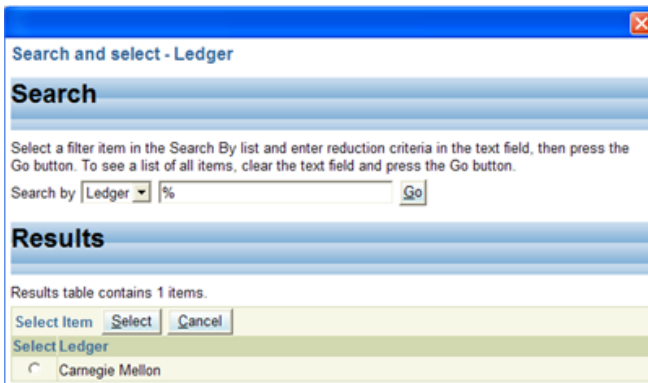 Search and select - Ledger
Search
Select a filter item in the Search By list and enter reduction criteria in the text field, then press the
Go button. To see a list of all items, clear the text field and press the Go button.
Search by Ledger % Go
Results
Results table contains 1 items.
Select Item Select Cancel
Select Ledger
Carnegie Mellon